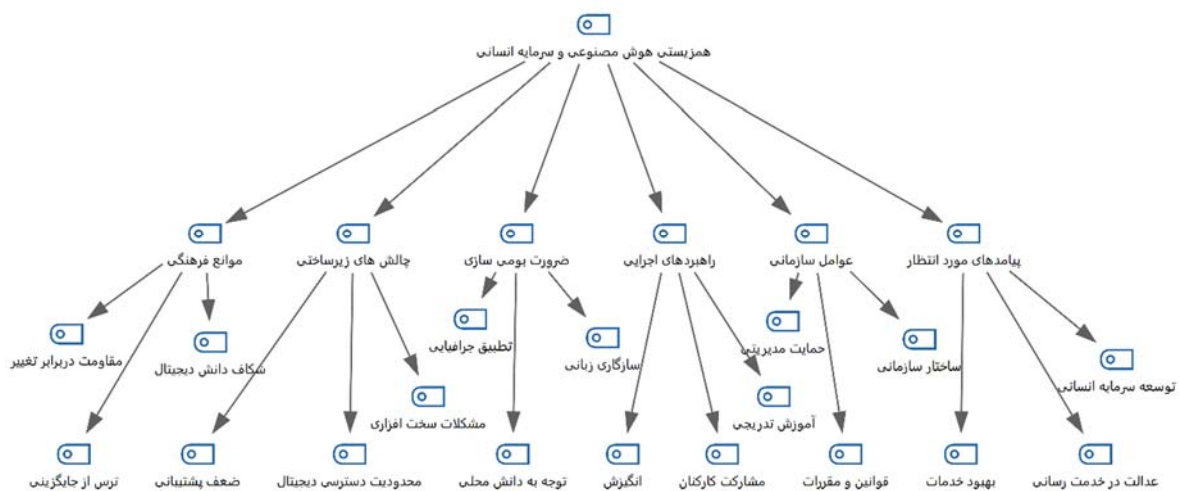 همزیستی هوش مصنوعی و سرمایه انسانی
پیامدهای مورد انتظار
عوامل سازمانی
راهبردهای اجرایی
ضرورت بومی سازی
چالش های زیرساختی
موانع فرهنگی
توسعه سرمایه انسانی
ساختار سازمانی
حمایت مدیریتی
سازگاری زبانی
تطبیق جرافیایی
شکاف دانش دیجیتال
مقاومت دربرابر تغییر
آموزش تدریجی
مشکلات سخت افزاری
عدالت در خدمت رسانی
بهبود خدمات
قوانین و مقررات
مشارکت کارکنان
انگیزش
توجه به دانش محلی
محدودیت دسترسی دیجیتال
ضعف پشتیبانی
ترس از جایگزینی